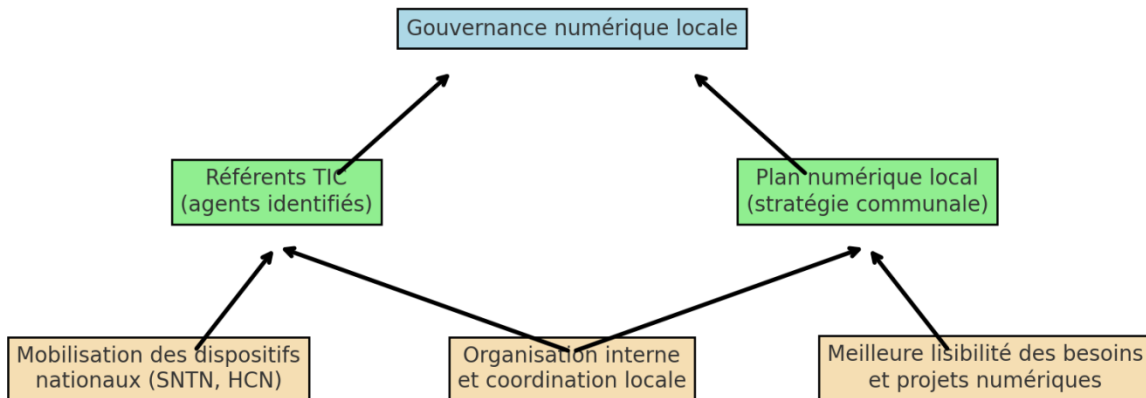 Gouvernance numérique locale
Référents TIC
(agents identifiés)
Plan numérique local
(stratégie communale)
Mobilisation des dispositifs
nationaux (SNTN, HCN)
Organisation interne
et coordination locale
Meilleure lisibilité des besoins
et projets numériques